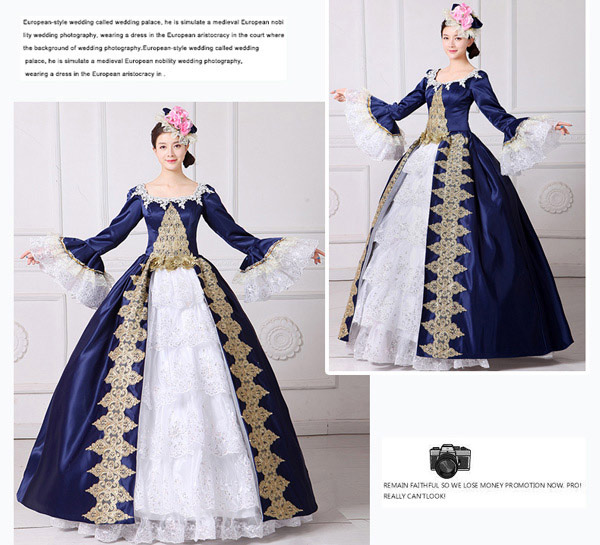 European-style wedding called wedding palace, he is simulate a medieval European nobi
lity wedding photography, wearing a dress in the European aristocracy in the court where
the background of wedding photography.European-style wedding called wedding
palace, he is simulate a medieval European nobility wedding photography,
wearing a dress in the European aristocracy in .
REMAIN FAITHFUL SO WE LOSE MONEY PROMOTION NOW. PRO!
REALLY CAN'TLOOK!